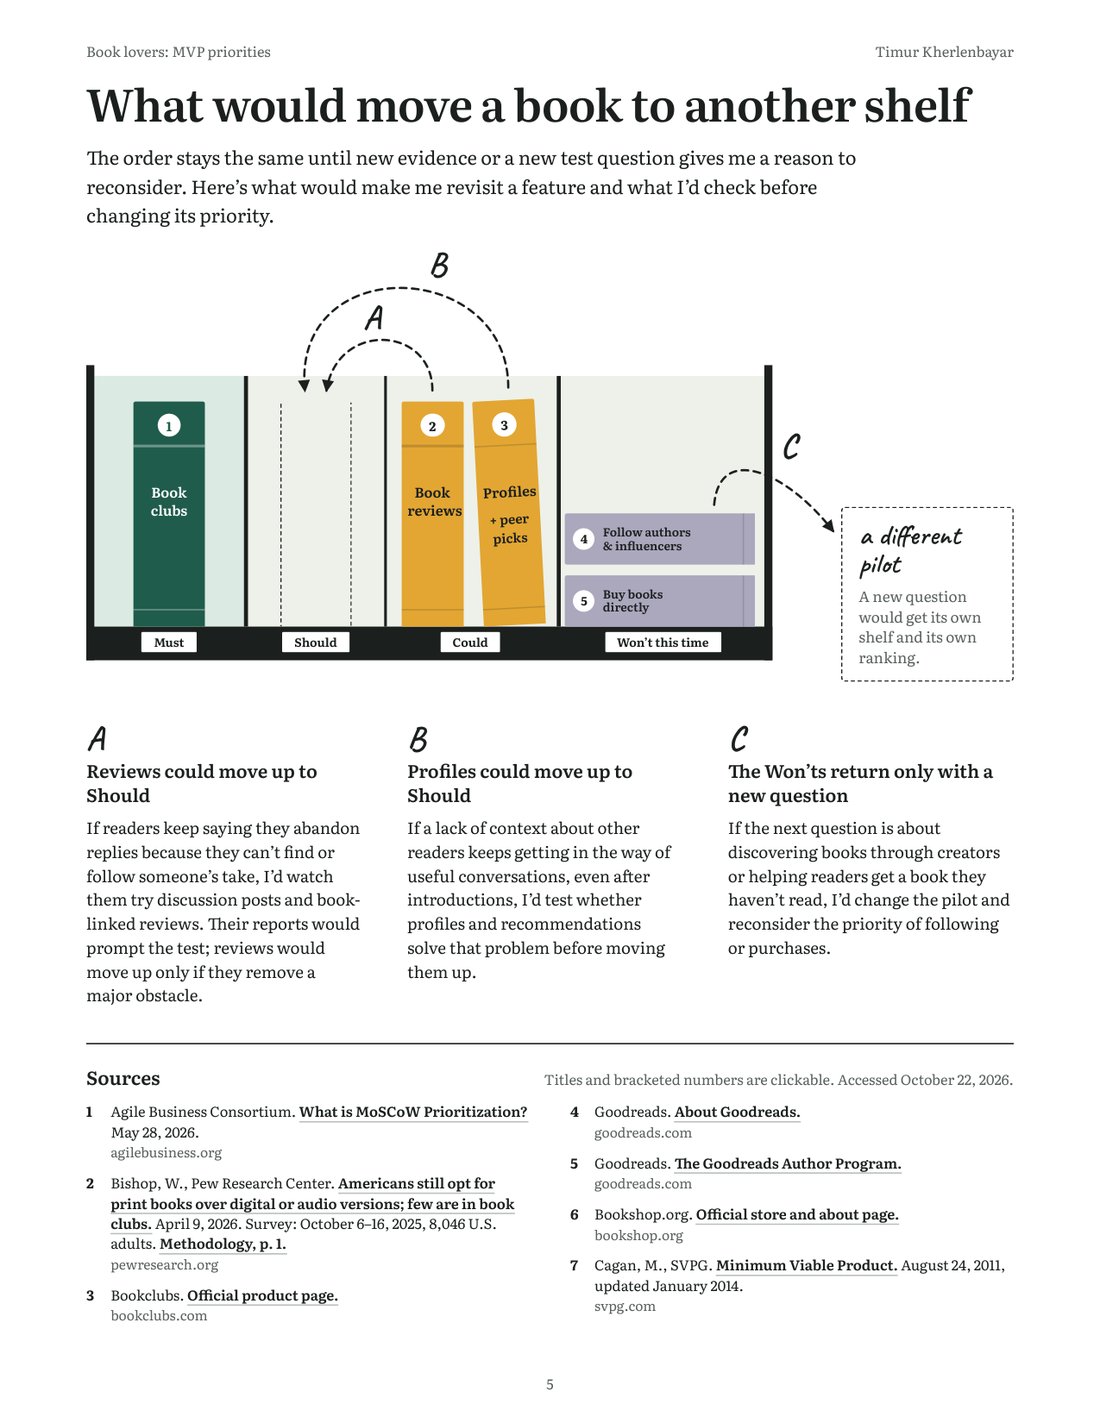 Book lovers: MVP priorities
Timur Kherlenbayar
What would move a book to another shelf
The order stays the same until new evidence or a new test question gives me a reason to
reconsider. Here’s what would make me revisit a feature and what I’d check before
changing its priority.
B
A
C
1
Book
clubs
2
Book
reviews
3
Profiles
+ peer
picks
4
Follow authors
& influencers
5
Buy books
directly
Must
Should
Could
Won’t this time
a different
pilot
A new question
would get its own
shelf and its own
ranking.
A
Reviews could move up to
Should
If readers keep saying they abandon
replies because they can’t find or
follow someone’s take, I’d watch
them try discussion posts and book-
linked reviews. Their reports would
prompt the test; reviews would
move up only if they remove a
major obstacle.
B
Profiles could move up to
Should
If a lack of context about other
readers keeps getting in the way of
useful conversations, even after
introductions, I’d test whether
profiles and recommendations
solve that problem before moving
them up.
C
The Won’ts return only with a
new question
If the next question is about
discovering books through creators
or helping readers get a book they
haven’t read, I’d change the pilot and
reconsider the priority of following
or purchases.
Sources
Titles and bracketed numbers are clickable. Accessed October 22, 2026.
1 Agile Business Consortium. What is MoSCoW Prioritization?
May 28, 2026.
agilebusiness.org
2 Bishop, W., Pew Research Center. Americans still opt for
print books over digital or audio versions; few are in book
clubs. April 9, 2026. Survey: October 6–16, 2025, 8,046 U.S.
adults. Methodology, p. 1.
pewresearch.org
3 Bookclubs. Official product page.
bookclubs.com
4 Goodreads. About Goodreads.
goodreads.com
5 Goodreads. The Goodreads Author Program.
goodreads.com
6 Bookshop.org. Official store and about page.
bookshop.org
7 Cagan, M., SVPG. Minimum Viable Product. August 24, 2011,
updated January 2014.
svpg.com
5